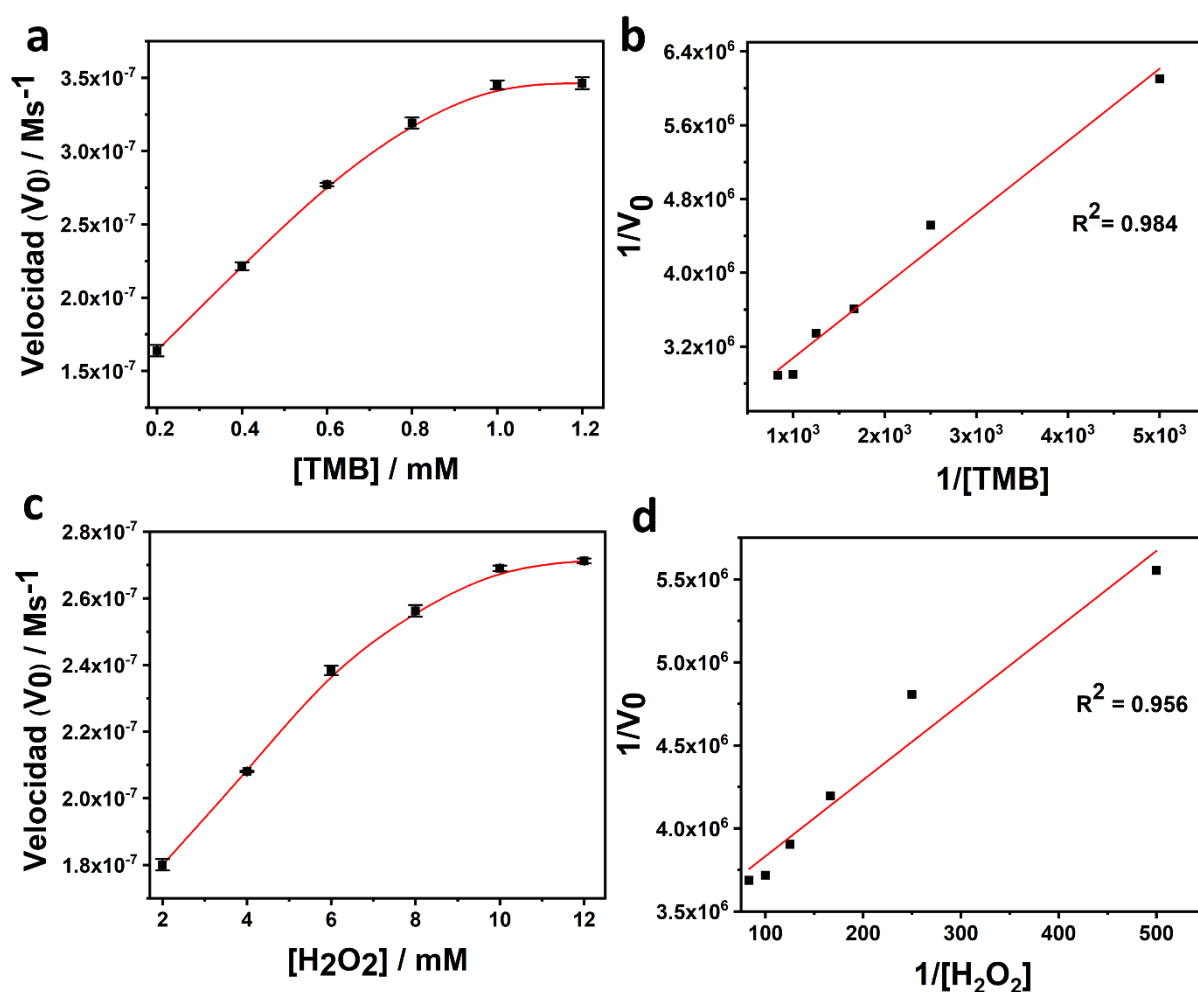 a
Velocidad (V0) / Ms-1
3.5x10-7
3.0x10-7
2.5x10-7
2.0x10-7
1.5x10-7
0.2 0.4 0.6 0.8 1.0 1.2
[TMB] / mM
b
1/V0
6.4x10^6
5.6x10^6
4.8x10^6
4.0x10^6
3.2x10^6
R2= 0.984
1x10^3 2x10^3 3x10^3 4x10^3 5x10^3
1/[TMB]
c
Velocidad (V0) / Ms-1
2.8x10-7
2.6x10-7
2.4x10-7
2.2x10-7
2.0x10-7
1.8x10-7
2 4 6 8 10 12
[H2O2] / mM
d
1/V0
5.5x10^6
5.0x10^6
4.5x10^6
4.0x10^6
3.5x10^6
R2 = 0.956
100 200 300 400 500
1/[H2O2]